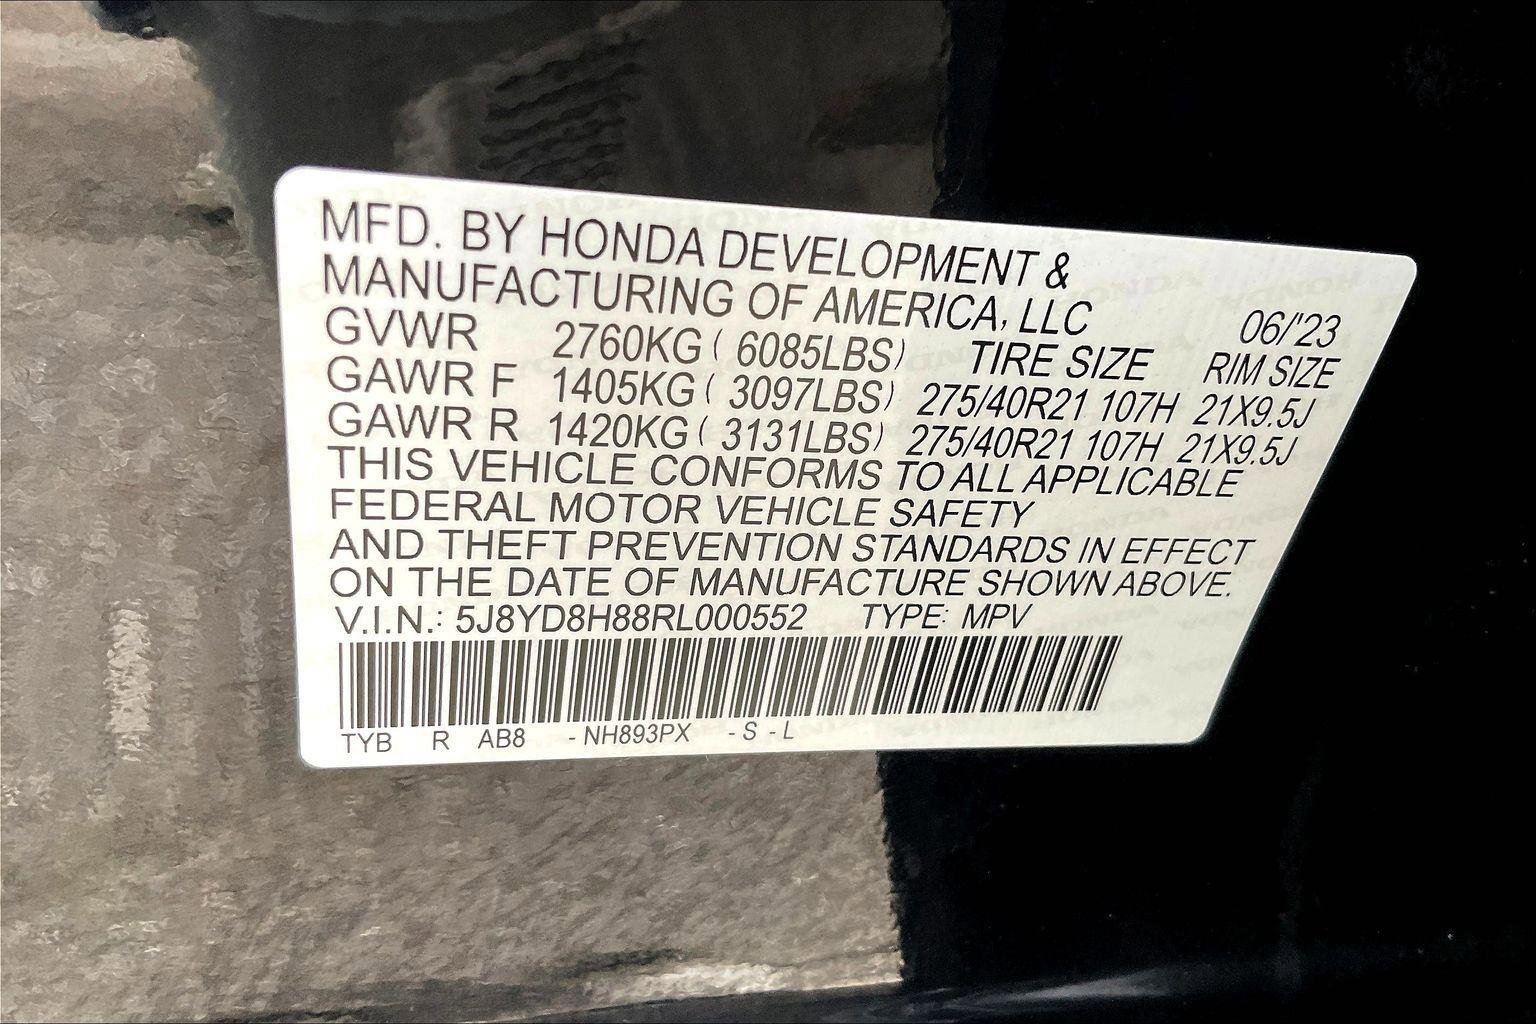 MFD. BY HONDA DEVELOPMENT &
MANUFACTURING OF AMERICA, LLC 06/'23
GVWR 2760KG ( 6085LBS) TIRE SIZE RIM SIZE
GAWR F 1405KG ( 3097LBS) 275/40R21 107H 21X9.5J
GAWR R 1420KG ( 3131LBS) 275/40R21 107H 21X9.5J
THIS VEHICLE CONFORMS TO ALL APPLICABLE
FEDERAL MOTOR VEHICLE SAFETY
AND THEFT PREVENTION STANDARDS IN EFFECT
ON THE DATE OF MANUFACTURE SHOWN ABOVE.
V.I.N.: 5J8YD8H88RL000552 TYPE: MPV
TYB R AB8 - NH893PX - S - L